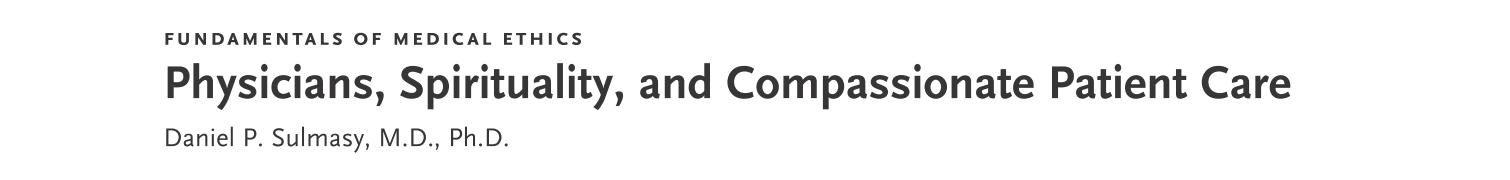 FUNDAMENTALS OF MEDICAL ETHICS
Physicians, Spirituality, and Compassionate Patient Care
Daniel P. Sulmasy, M.D., Ph.D.